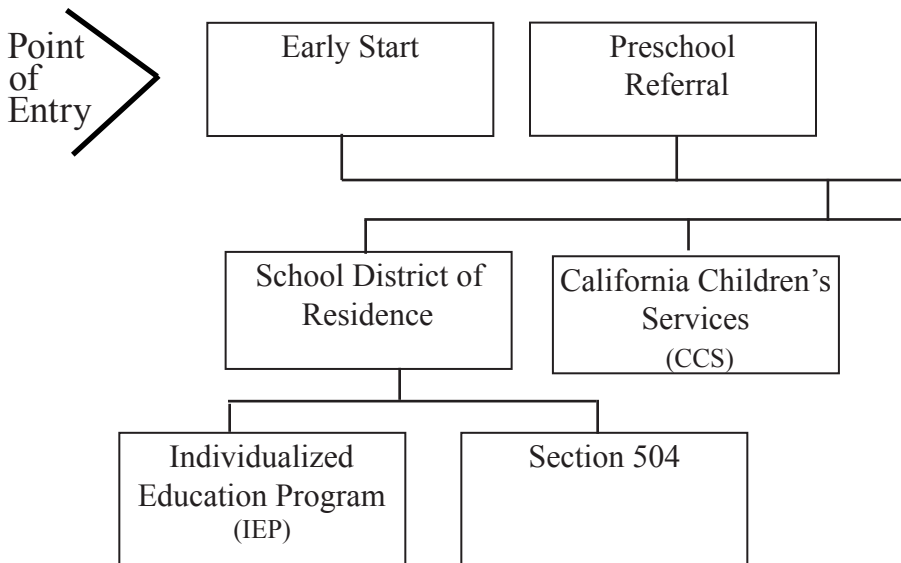 Point
of
Entry
Early Start
Preschool
Referral
School District of
Residence
California Children's
Services
(CCS)
Individualized
Education Program
(IEP)
Section 504